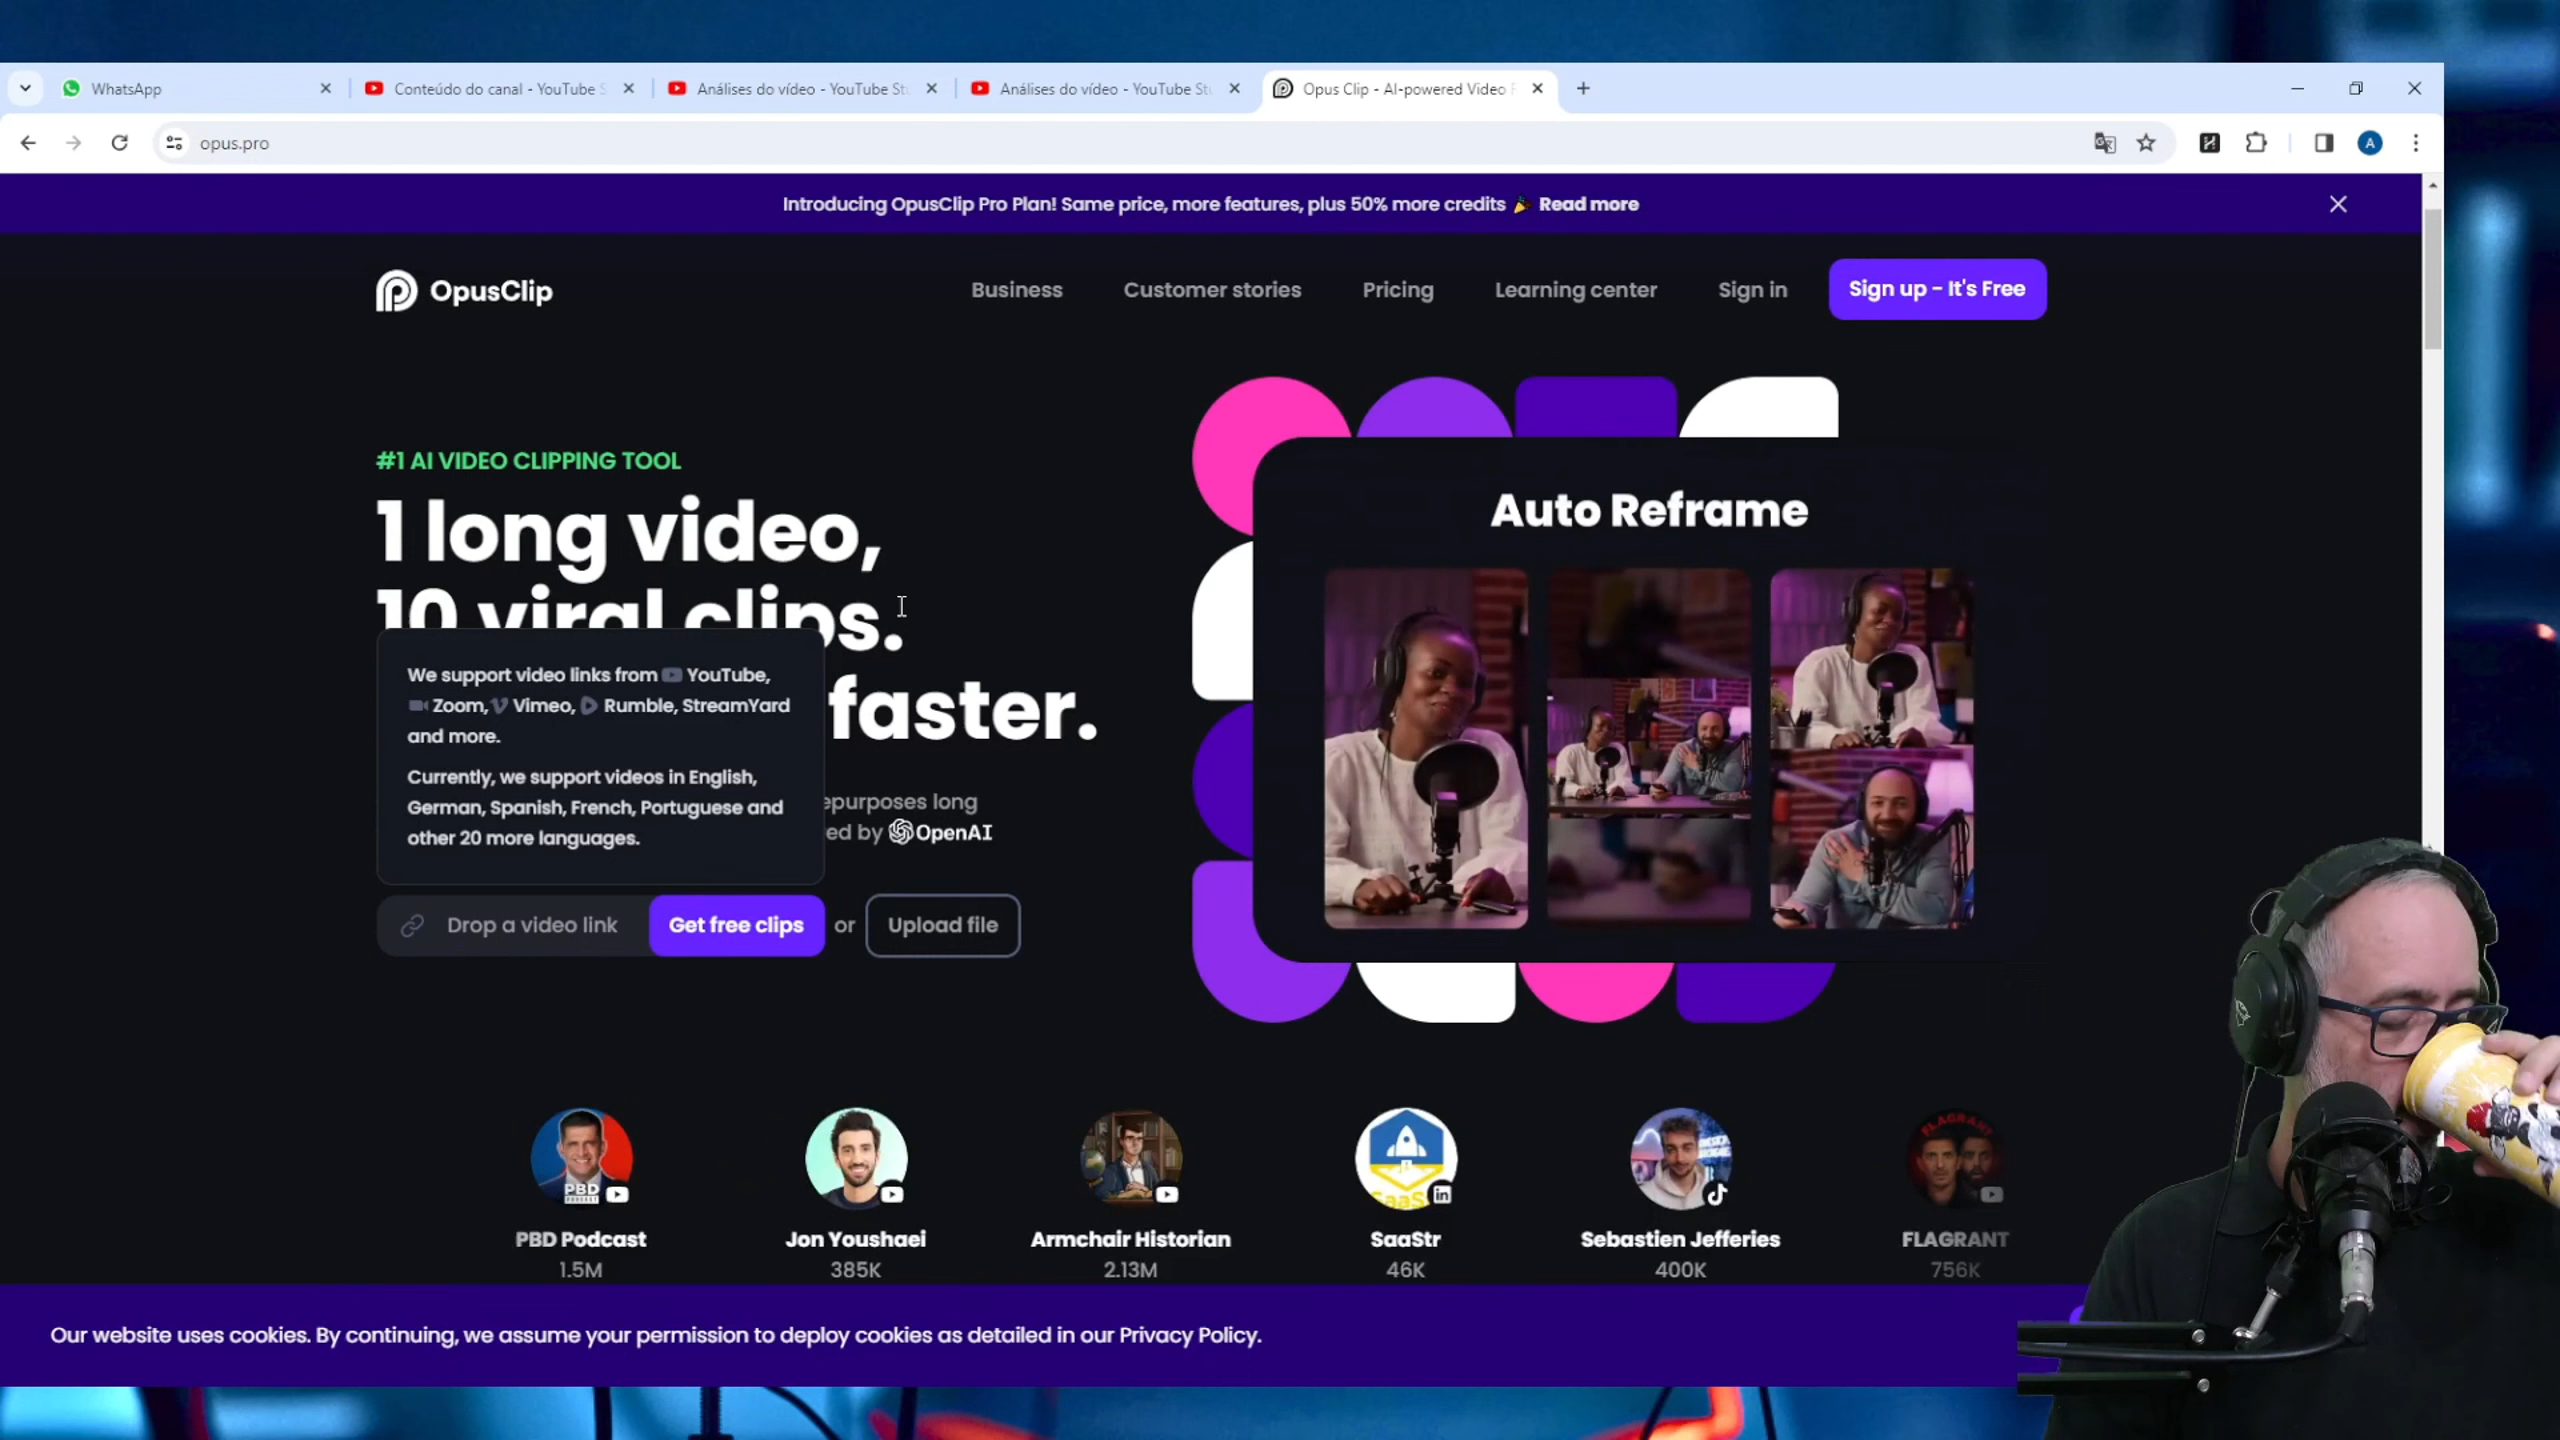 WhatsApp
Conteúdo do canal - YouTube S
Análises do vídeo - YouTube St
Análises do vídeo - YouTube St
Opus Clip - AI-powered Video
opus.pro
A
Introducing OpusClip Pro Plan! Same price, more features, plus 50% more credits 🎉 Read more
OpusClip
Business
Customer stories
Pricing
Learning center
Sign in
Sign up - It's Free
#1 AI VIDEO CLIPPING TOOL
1 long video,
10 viral clips.
faster.
We support video links from YouTube,
Zoom, Vimeo, Rumble, StreamYard
and more.
Currently, we support videos in English,
German, Spanish, French, Portuguese and
other 20 more languages.
epurposes long
ed by OpenAI
Drop a video link
Get free clips
or
Upload file
Auto Reframe
PBD
PODCAST
SaaS
FLAGRANT
PBD Podcast
1.5M
Jon Youshaei
385K
Armchair Historian
2.13M
SaaStr
46K
Sebastien Jefferies
400K
FLAGRANT
756K
Our website uses cookies. By continuing, we assume your permission to deploy cookies as detailed in our Privacy Policy.